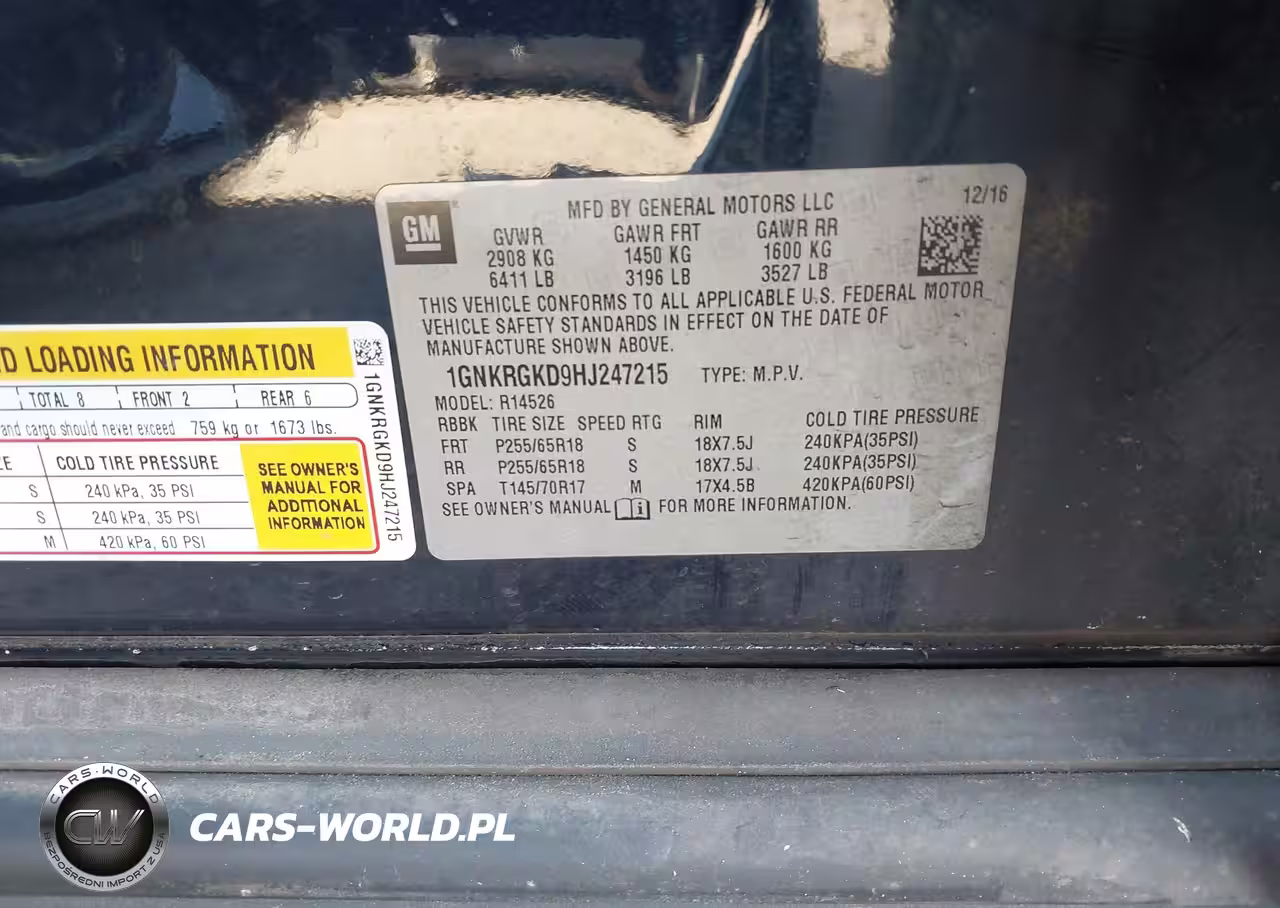 GM
MFD BY GENERAL MOTORS LLC 12/16
GVWR GAWR FRT GAWR RR
2908 KG 1450 KG 1600 KG
6411 LB 3196 LB 3527 LB
THIS VEHICLE CONFORMS TO ALL APPLICABLE U.S. FEDERAL MOTOR
VEHICLE SAFETY STANDARDS IN EFFECT ON THE DATE OF
MANUFACTURE SHOWN ABOVE.
1GNKRGKD9HJ247215 TYPE: M.P.V.
MODEL: R14526
RBBK TIRE SIZE SPEED RTG RIM COLD TIRE PRESSURE
FRT P255/65R18 S 18X7.5J 240KPA(35PSI)
RR P255/65R18 S 18X7.5J 240KPA(35PSI)
SPA T145/70R17 M 17X4.5B 420KPA(60PSI)
SEE OWNER'S MANUAL FOR MORE INFORMATION.
LOADING INFORMATION
TOTAL 8 FRONT 2 REAR 6
and cargo should never exceed 759 kg or 1673 lbs.
COLD TIRE PRESSURE
S 240 kPa, 35 PSI
S 240 kPa, 35 PSI
M 420 kPa, 60 PSI
SEE OWNER'S
MANUAL FOR
ADDITIONAL
INFORMATION
1GNKRGKD9HJ247215
CARS-WORLD
CW
BEZPOŚREDNI IMPORT Z USA
CARS-WORLD.PL